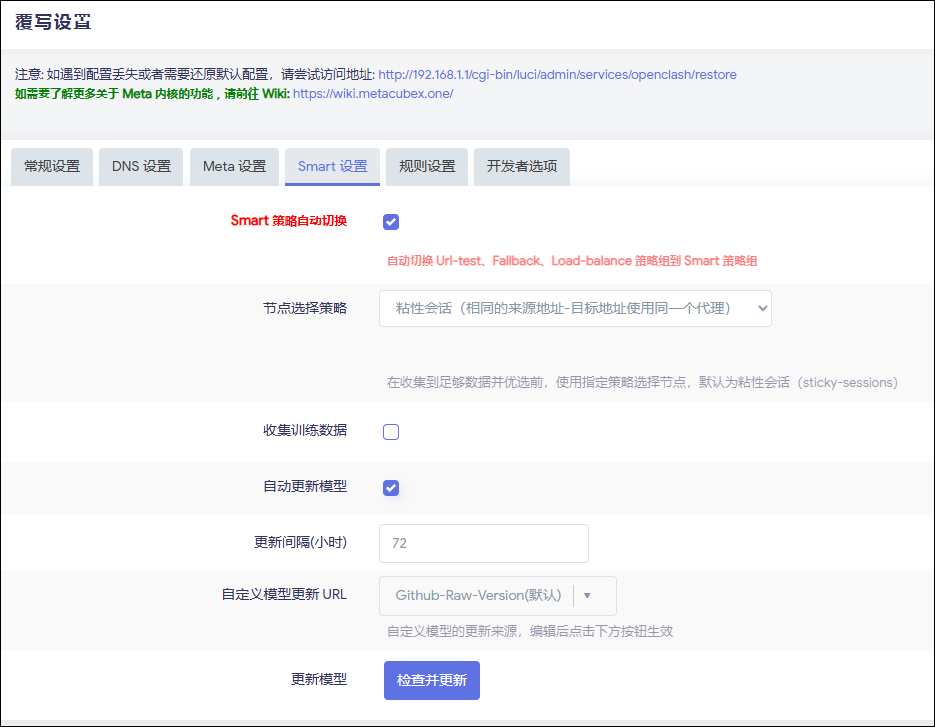 覆写设置
注意: 如遇到配置丢失或者需要还原默认配置，请尝试访问地址: http://192.168.1.1/cgi-bin/luci/admin/services/openclash/restore
如需要了解更多关于 Meta 内核的功能，请前往 Wiki: https://wiki.metacubex.one/
常规设置 DNS 设置 Meta 设置 Smart 设置 规则设置 开发者选项
Smart 策略自动切换
自动切换 Url-test、Fallback、Load-balance 策略组到 Smart 策略组
节点选择策略 粘性会话（相同的来源地址-目标地址使用同一个代理）
在收集到足够数据并优选前，使用指定策略选择节点，默认为粘性会话（sticky-sessions）
收集训练数据
自动更新模型
更新间隔(小时) 72
自定义模型更新 URL Github-Raw-Version(默认)
自定义模型的更新来源，编辑后点击下方按钮生效
更新模型 检查并更新